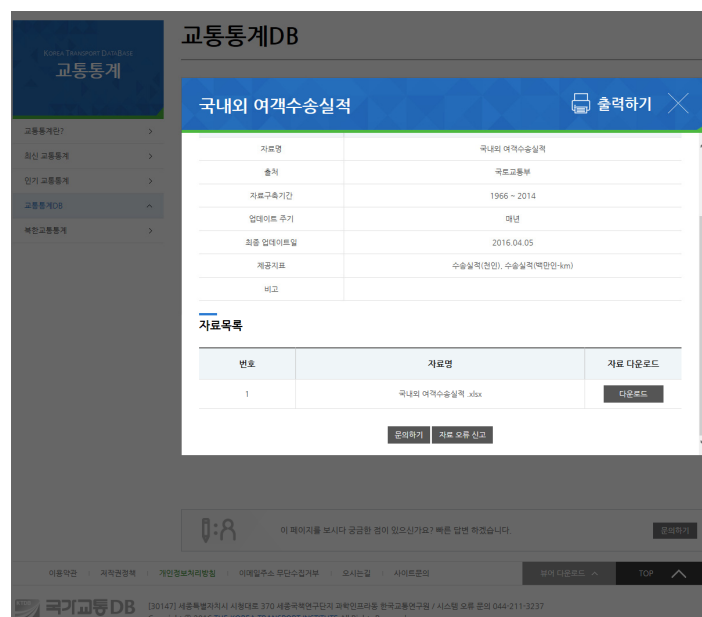 교통통계DB
KOREA TRANSPORT DATABASE
교통통계
국내외 여객수송실적
출력하기
교통통계란?
최신 교통통계
인기 교통통계
교통통계DB
북한교통통계
자료명 국내외 여객수송실적
출처 국토교통부
자료구축기간 1966 ~ 2014
업데이트 주기 매년
최종 업데이트일 2016.04.05
제공지표 수송실적(천인), 수송실적(백만인-km)
비고
자료목록
번호 자료명 자료 다운로드
1 국내외 여객수송실적 .xlsx 다운로드
문의하기 자료 오류 신고
이 페이지를 보시다 궁금한 점이 있으신가요? 빠른 답변 하겠습니다.
문의하기
이용약관 저작권정책 개인정보처리방침 이메일주소 무단수집거부 오시는길 사이트문의
뷰어 다운로드 TOP
국가교통DB
[30147] 세종특별자치시 시청대로 370 세종국책연구단지 과학인프라동 한국교통연구원 / 시스템 오류 문의 044-211-3237